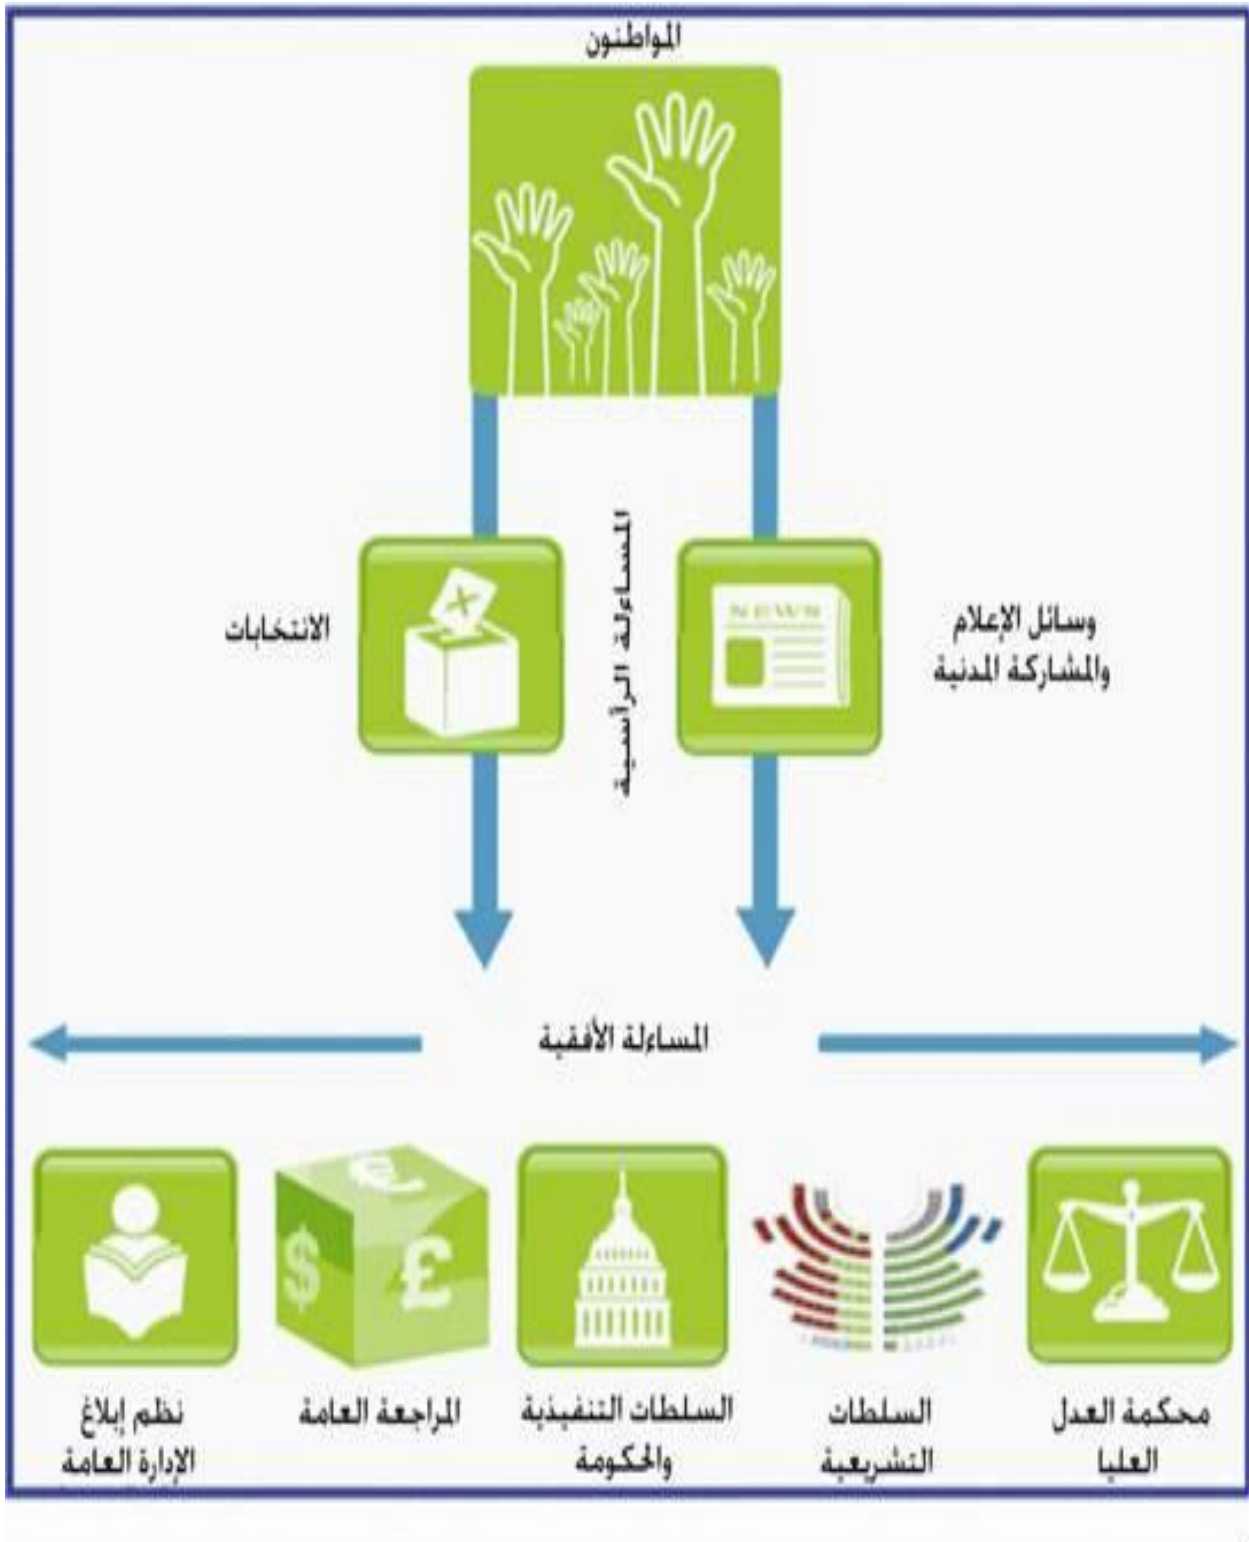 المواطنون
وسائل الإعلام
والمشاركة المدنية
NEWS
المساءلة الرأسية
الانتخابات
المساءلة الأفقية
محكمة العدل
العليا
السلطات
التشريعية
السلطات التنفيذية
والحكومة
£
$
€
المراجعة العامة
نظم إبلاغ
الإدارة العامة